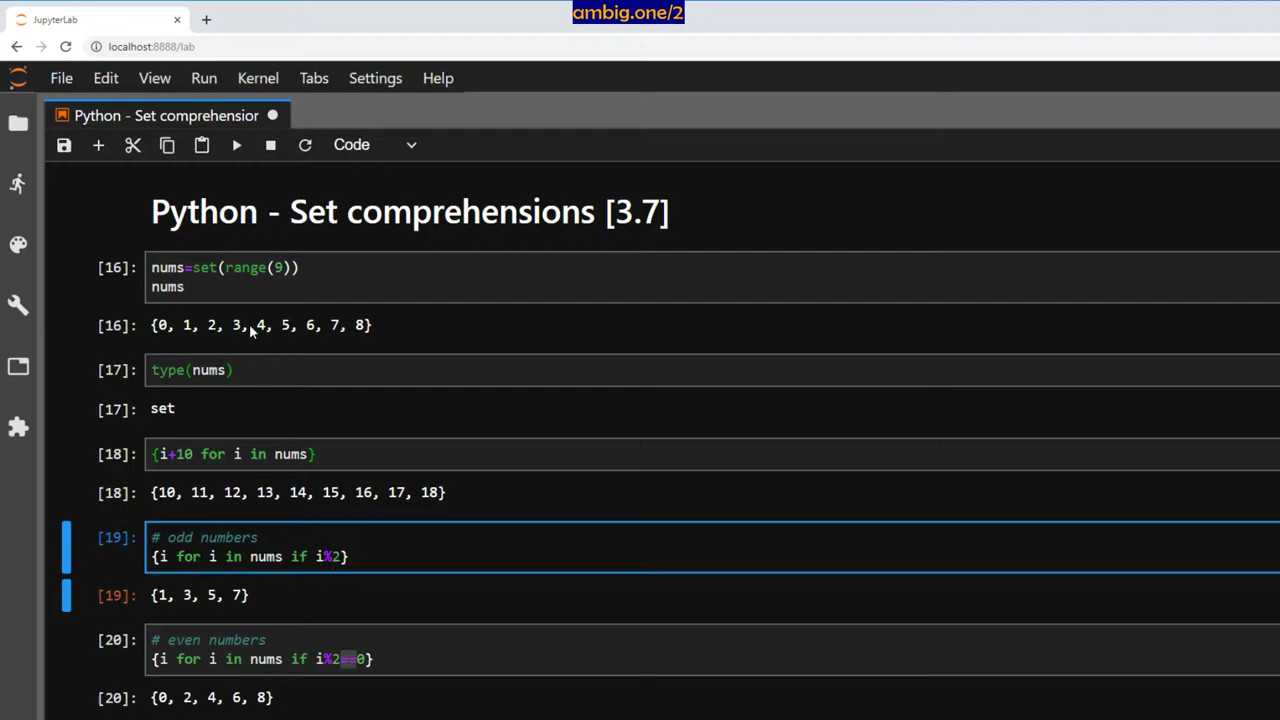 ambig.one/2
JupyterLab
localhost:8888/lab
File Edit View Run Kernel Tabs Settings Help
Python - Set comprehension
Code
Python - Set comprehensions [3.7]
[16]: nums=set(range(9))
nums
[16]: {0, 1, 2, 3, 4, 5, 6, 7, 8}
[17]: type(nums)
[17]: set
[18]: {i+10 for i in nums}
[18]: {10, 11, 12, 13, 14, 15, 16, 17, 18}
[19]: # odd numbers
{i for i in nums if i%2}
[19]: {1, 3, 5, 7}
[20]: # even numbers
{i for i in nums if i%2==0}
[20]: {0, 2, 4, 6, 8}